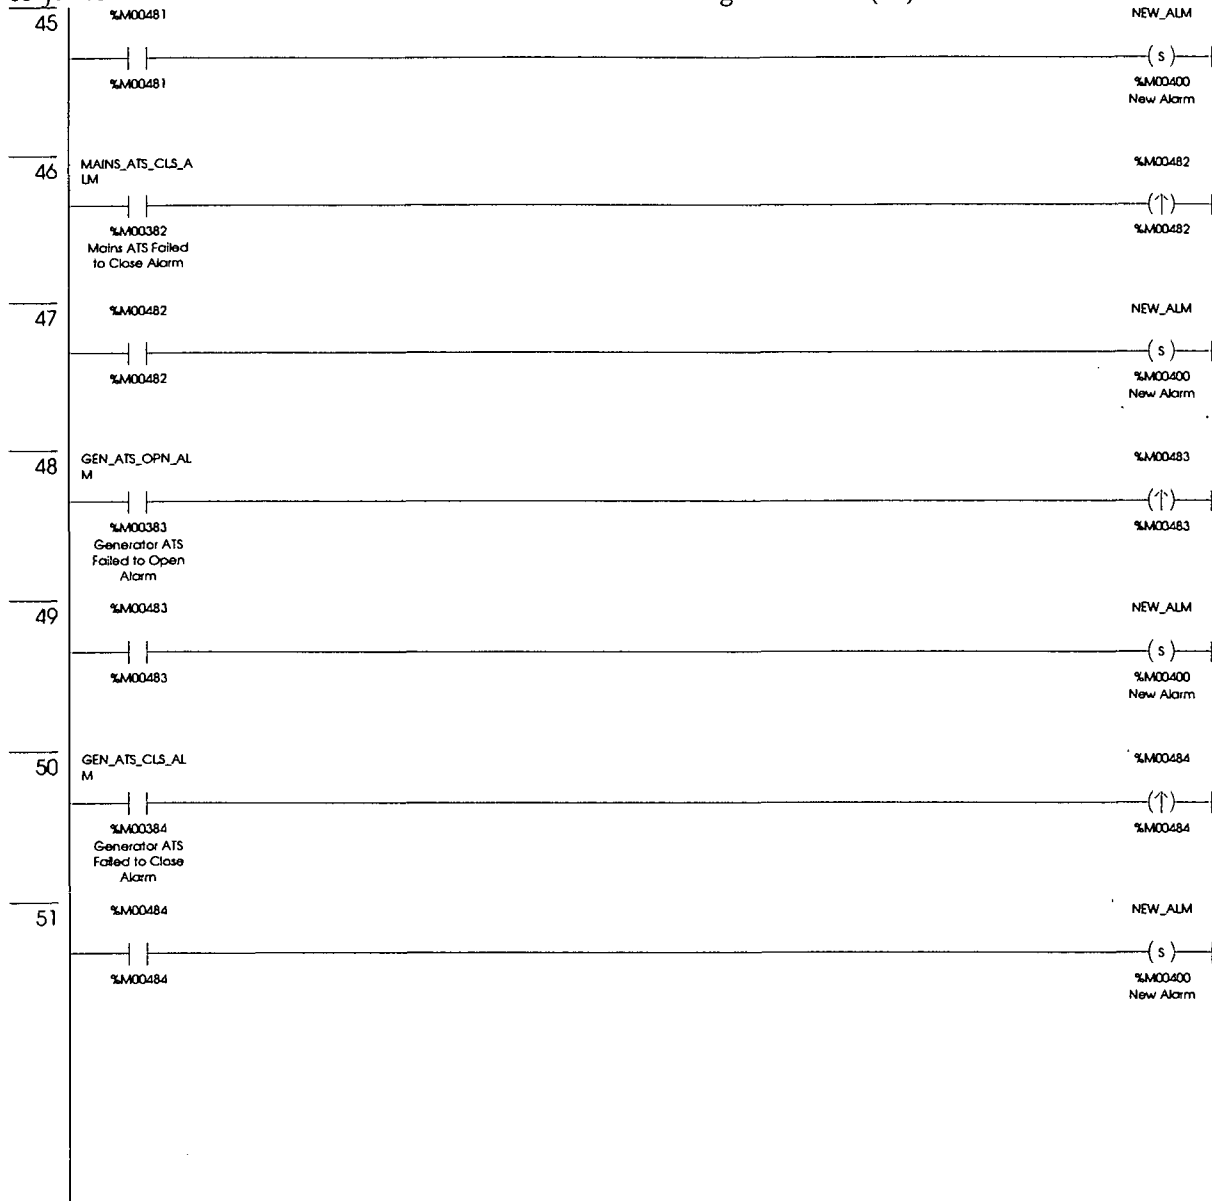 45
%M00481
NEW_ALM
(s)
%M00481
%M00400
New Alarm
46
MAINS_ATS_CLS_A
LM
%M00482
(↑)
%M00382
%M00482
Mains ATS Failed
to Close Alarm
47
%M00482
NEW_ALM
(s)
%M00482
%M00400
New Alarm
48
GEN_ATS_OPN_AL
M
%M00483
(↑)
%M00383
%M00483
Generator ATS
Failed to Open
Alarm
49
%M00483
NEW_ALM
(s)
%M00483
%M00400
New Alarm
50
GEN_ATS_CLS_AL
M
%M00484
(↑)
%M00384
%M00484
Generator ATS
Failed to Close
Alarm
51
%M00484
NEW_ALM
(s)
%M00484
%M00400
New Alarm